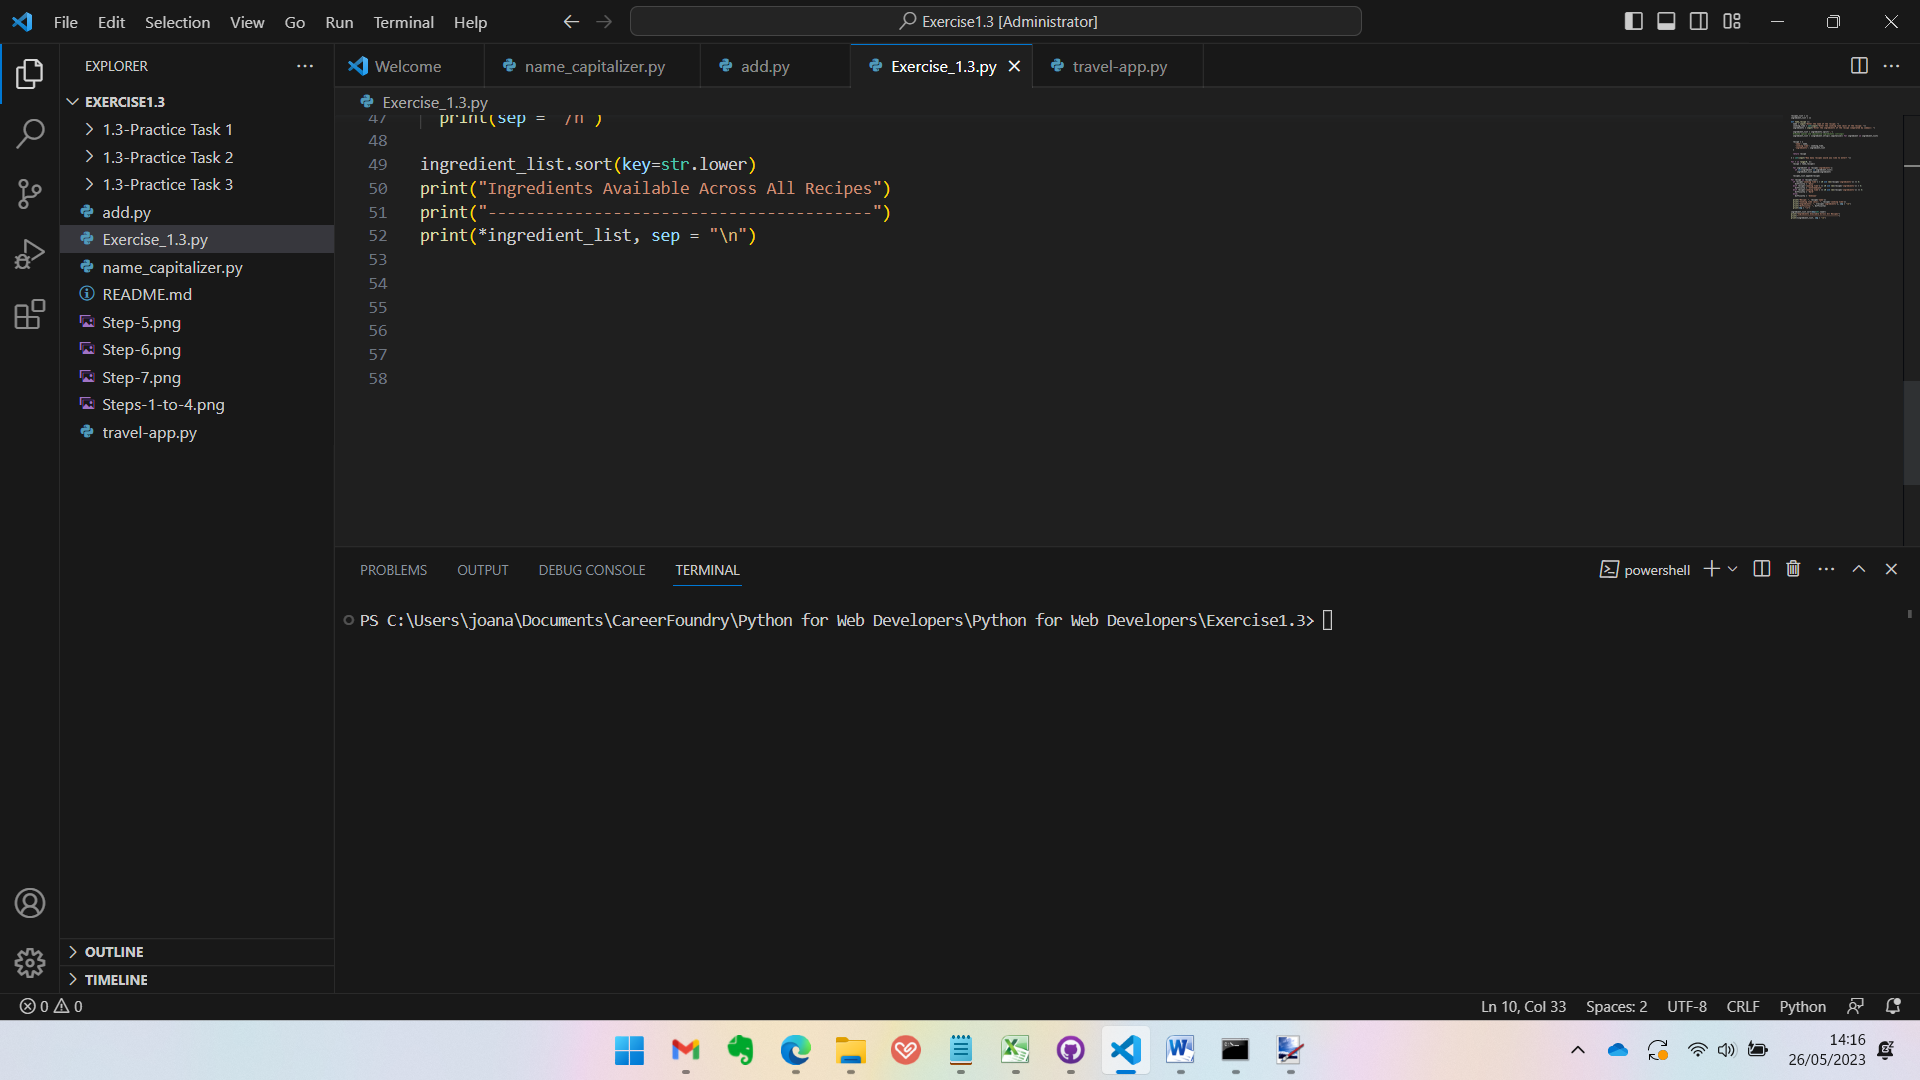 File Edit Selection View Go Run Terminal Help
Exercise1.3 [Administrator]
EXPLORER
EXERCISE1.3
1.3-Practice Task 1
1.3-Practice Task 2
1.3-Practice Task 3
add.py
Exercise_1.3.py
name_capitalizer.py
README.md
Step-5.png
Step-6.png
Step-7.png
Steps-1-to-4.png
travel-app.py
OUTLINE
TIMELINE
Welcome name_capitalizer.py add.py Exercise_1.3.py travel-app.py
Exercise_1.3.py
47 print(sep = "/n")
48
49 ingredient_list.sort(key=str.lower)
50 print("Ingredients Available Across All Recipes")
51 print("----------------------------------------")
52 print(*ingredient_list, sep = "\n")
53
54
55
56
57
58
PROBLEMS OUTPUT DEBUG CONSOLE TERMINAL
powershell
PS C:\Users\joana\Documents\CareerFoundry\Python for Web Developers\Python for Web Developers\Exercise1.3>
0 0
Ln 10, Col 33 Spaces: 2 UTF-8 CRLF Python
14:16
26/05/2023